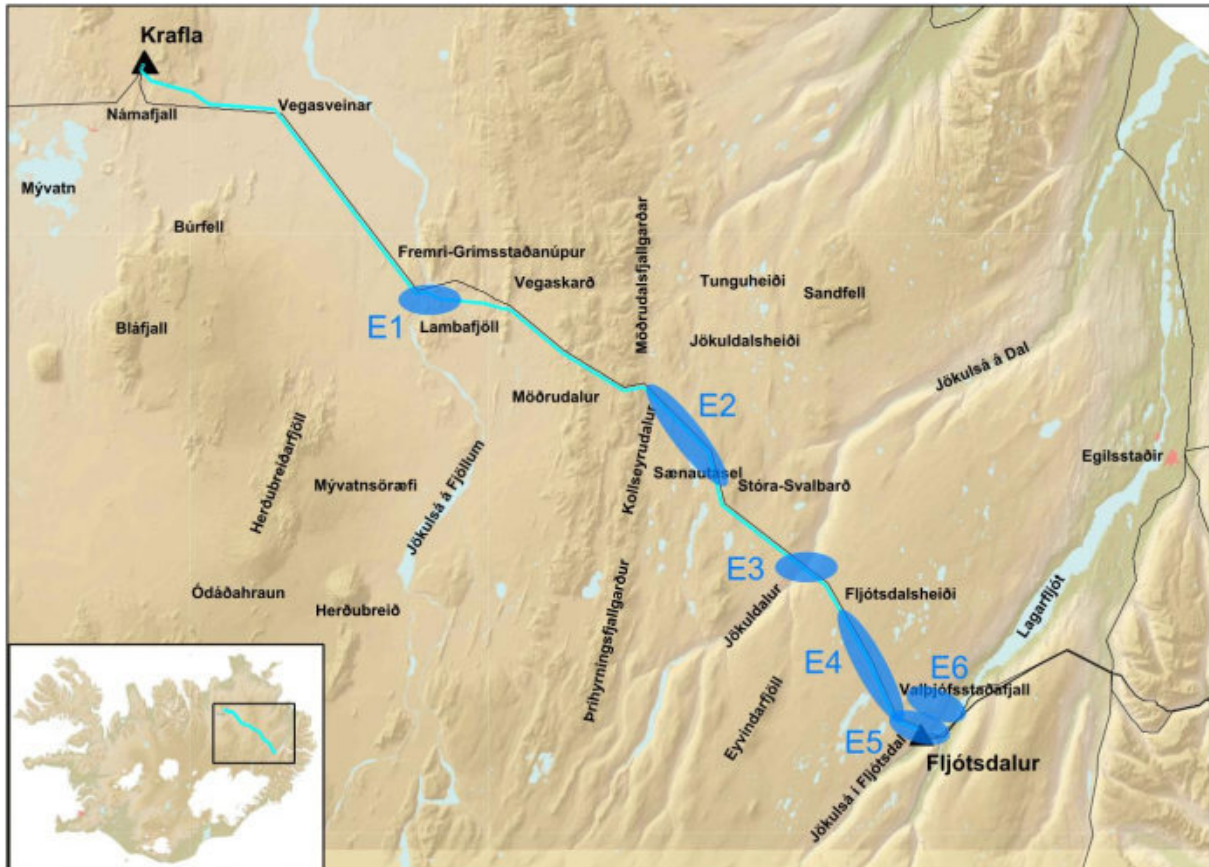 Krafla
Námafjall
Vegasveinar
Mývatn
Búrfell
Fremri-Grímsstaðanúpur
Vegaskarð
Möðrudalsfjallgarðar
Tunguheiði
Sandfell
Bláfjall
E1
Lambafjöll
Jökuldalsheiði
Jökulsá á Dal
Möðrudalur
E2
Kollseyrudalur
Egilsstaðir
Herðubreiðarfjöll
Mývatnsöræfi
Jökulsá á Fjöllum
Sænautasel
Stóra-Svalbarð
E3
Ódáðahraun
Herðubreið
Þríhyrningsfjallgarður
Jökuldalur
Fljótsdalsheiði
Lagarfljót
E4
E6
Valþjófsstaðafjall
Eyvindarfjöll
E5
Jökulsá í Fljótsdal
Fljótsdalur